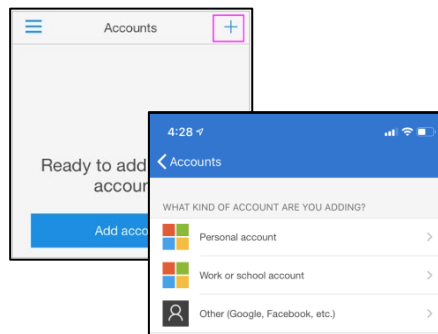 Accounts
Ready to add
accour
Add acco
4:28
Accounts
WHAT KIND OF ACCOUNT ARE YOU ADDING?
Personal account
Work or school account
Other (Google, Facebook, etc.)